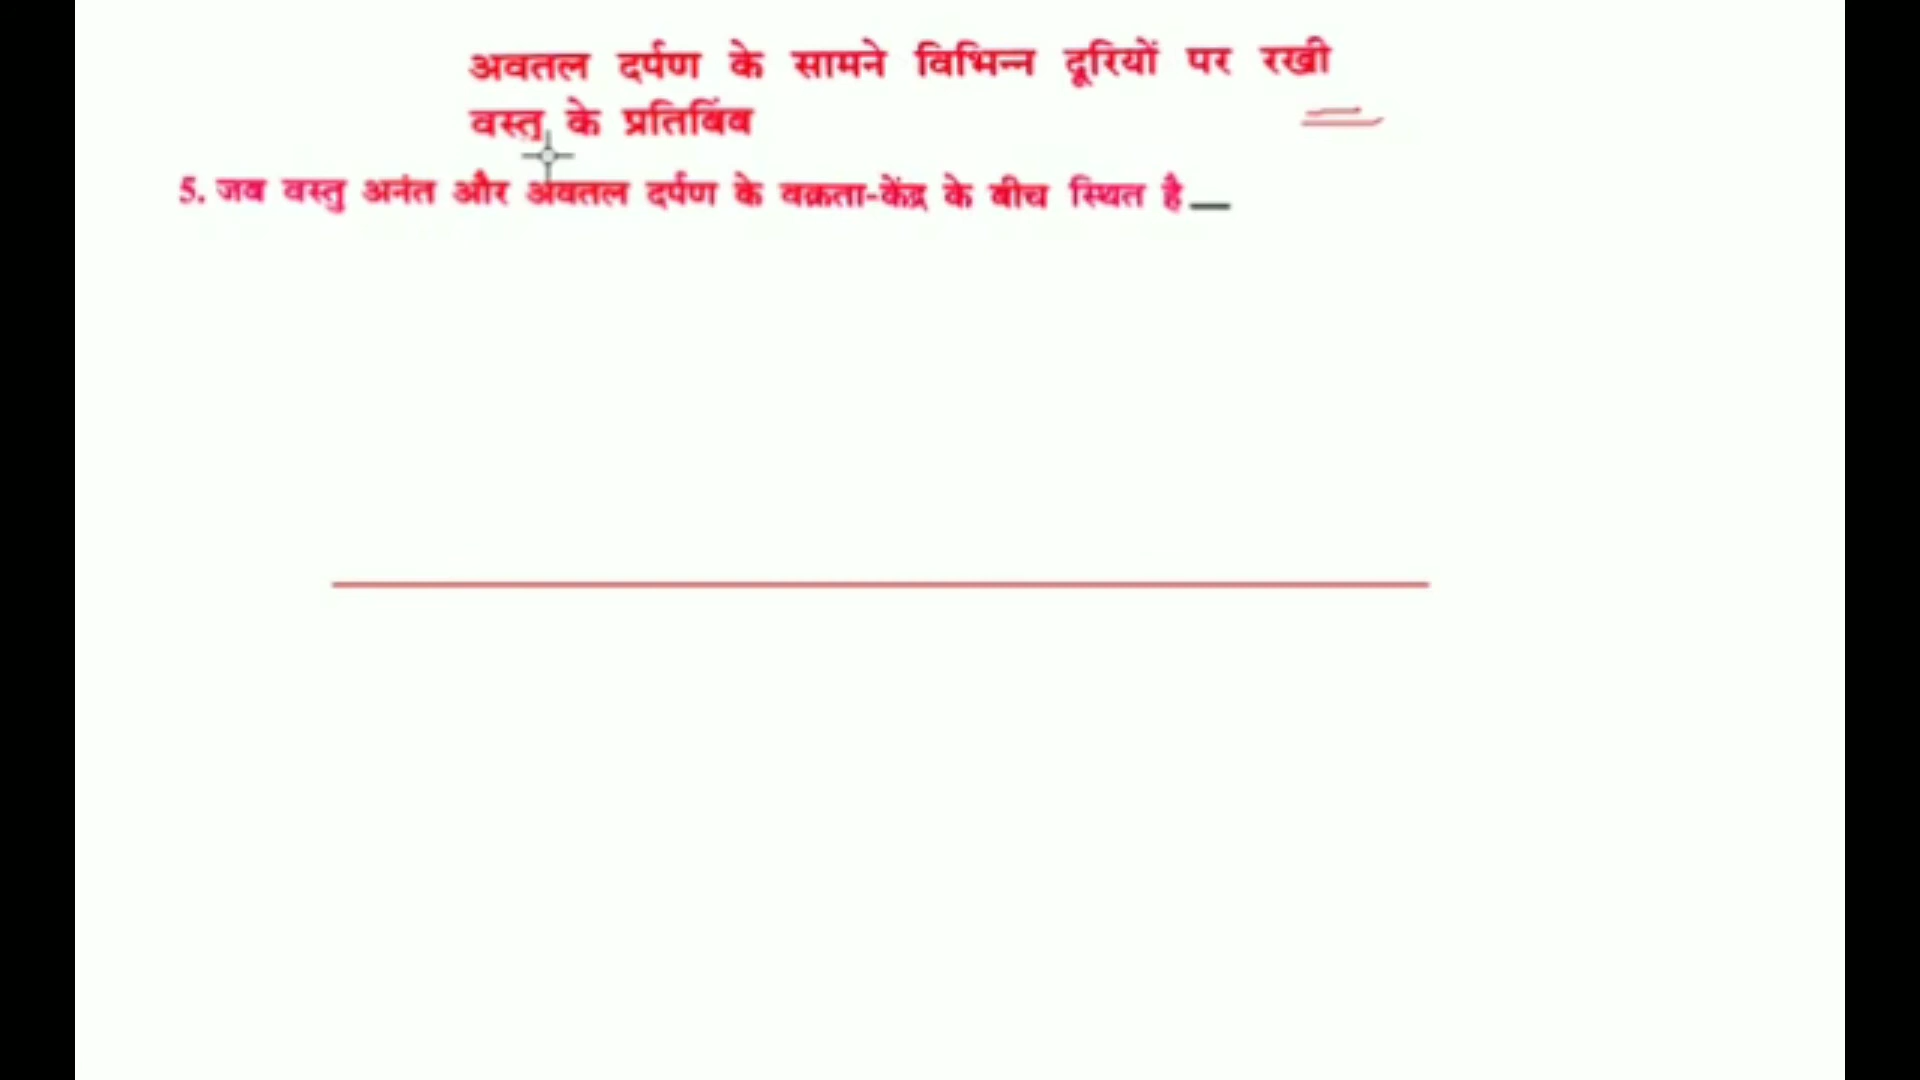 अवतल दर्पण के सामने विभिन्न दूरियों पर रखी
वस्तु के प्रतिबिंब
5. जब वस्तु अनंत और अवतल दर्पण के वक्रता-केंद्र के बीच स्थित है—